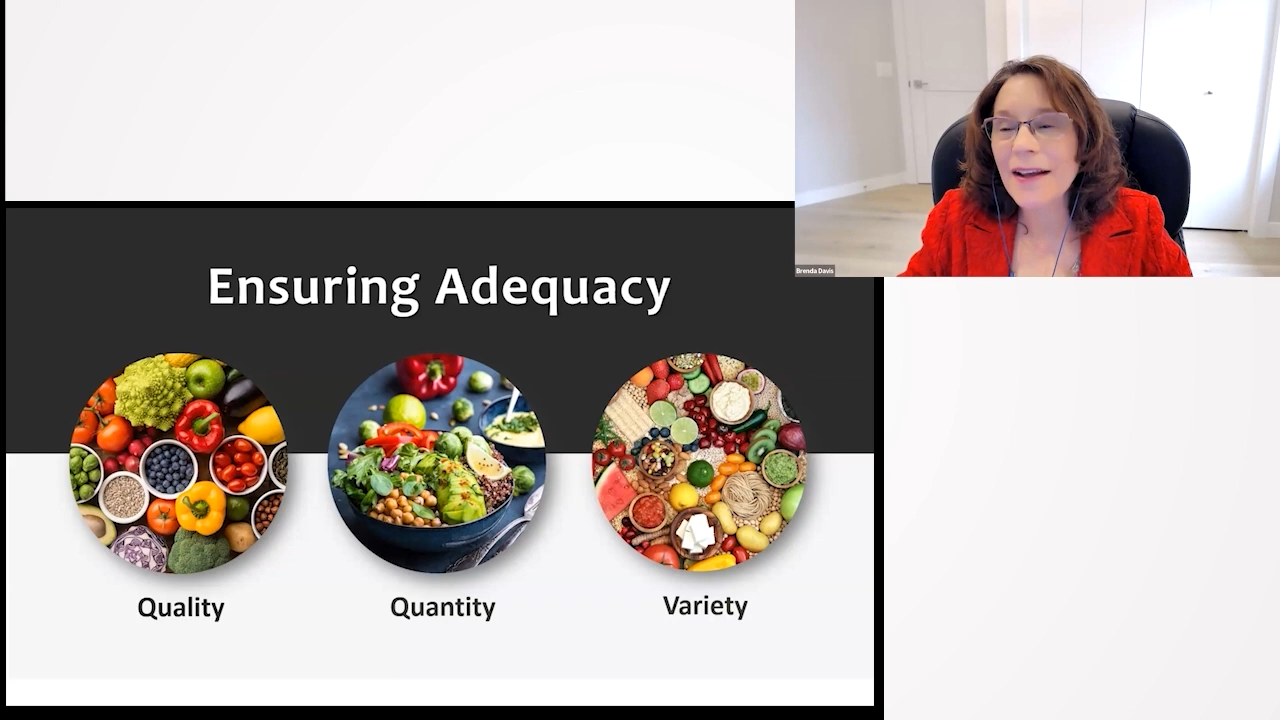 Brenda Davis
Ensuring Adequacy
Quality
Quantity
Variety